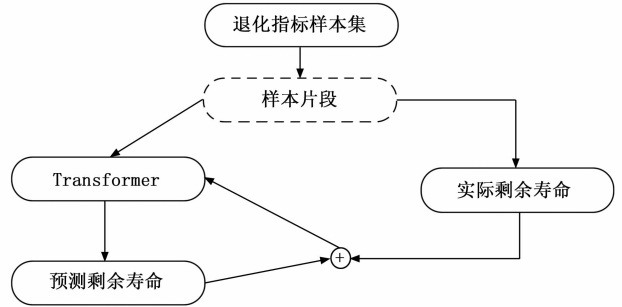 退化指标样本集
样本片段
Transformer
实际剩余寿命
+
预测剩余寿命